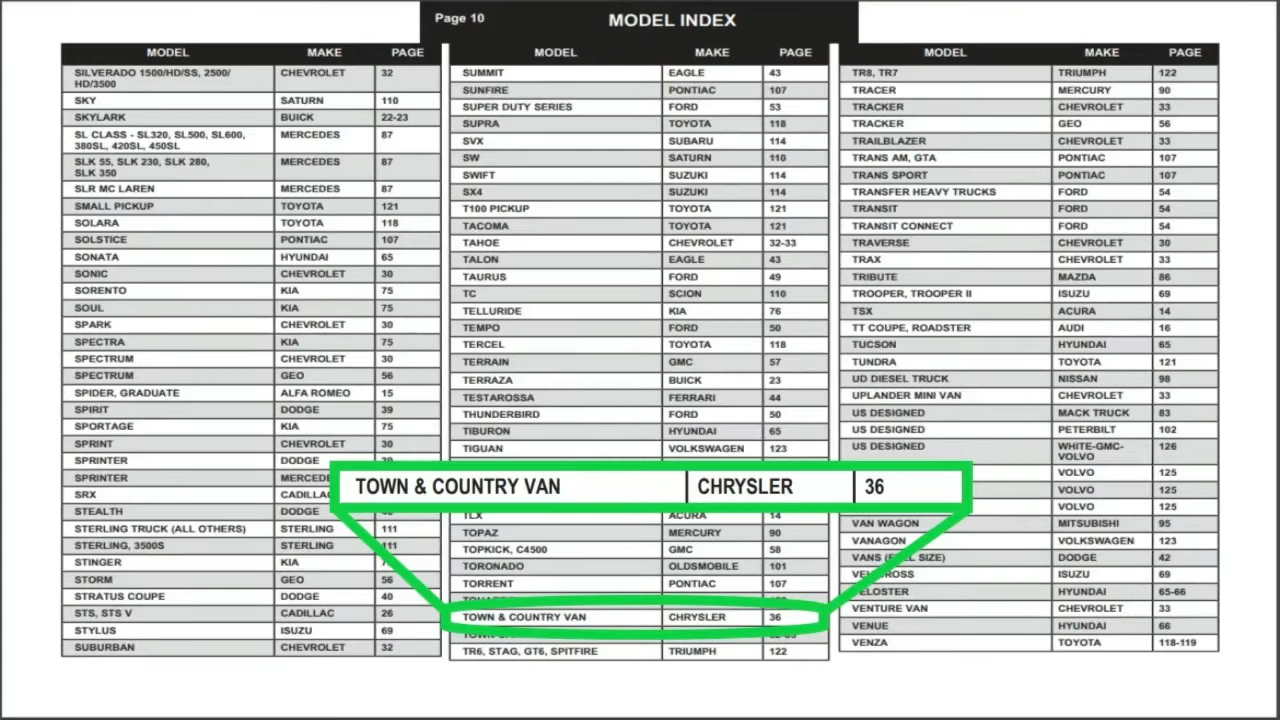 Page 10 MODEL INDEX
MODEL MAKE PAGE
SILVERADO 1500/HD/SS, 2500/ CHEVROLET 32
HD/3500
SKY SATURN 110
SKYLARK BUICK 22-23
SL CLASS - SL320, SL500, SL600, MERCEDES 87
380SL, 420SL, 450SL
SLK 55, SLK 230, SLK 280, MERCEDES 87
SLK 350
SLR MC LAREN MERCEDES 87
SMALL PICKUP TOYOTA 121
SOLARA TOYOTA 118
SOLSTICE PONTIAC 107
SONATA HYUNDAI 65
SONIC CHEVROLET 30
SORENTO KIA 75
SOUL KIA 75
SPARK CHEVROLET 30
SPECTRA KIA 75
SPECTRUM CHEVROLET 30
SPECTRUM GEO 56
SPIDER, GRADUATE ALFA ROMEO 15
SPIRIT DODGE 39
SPORTAGE KIA 75
SPRINT CHEVROLET 30
SPRINTER DODGE
SPRINTER
SRX
STEALTH DODGE
STERLING TRUCK (ALL OTHERS) STERLING 111
STERLING, 3500S STERLING 111
STINGER KIA
STORM GEO 56
STRATUS COUPE DODGE 40
STS, STS V CADILLAC 26
STYLUS ISUZU 69
SUBURBAN CHEVROLET 32
MODEL MAKE PAGE
SUMMIT EAGLE 43
SUNFIRE PONTIAC 107
SUPER DUTY SERIES FORD 53
SUPRA TOYOTA 118
SVX SUBARU 114
SW SATURN 110
SWIFT SUZUKI 114
SX4 SUZUKI 114
T100 PICKUP TOYOTA 121
TACOMA TOYOTA 121
TAHOE CHEVROLET 32-33
TALON EAGLE 43
TAURUS FORD 49
TC SCION 110
TELLURIDE KIA 76
TEMPO FORD 50
TERCEL TOYOTA 118
TERRAIN GMC 57
TERRAZA BUICK 23
TESTAROSSA FERRARI 44
THUNDERBIRD FORD 50
TIBURON HYUNDAI 65
TIGUAN VOLKSWAGEN 123
TOWN & COUNTRY VAN CHRYSLER 36
TLX ACURA 14
TOPAZ MERCURY 90
TOPKICK, C4500 GMC 58
TORONADO OLDSMOBILE 101
TORRENT PONTIAC 107
TOWN & COUNTRY VAN CHRYSLER 36
TR6, STAG, GT6, SPITFIRE TRIUMPH 122
MODEL MAKE PAGE
TR8, TR7 TRIUMPH 122
TRACER MERCURY 90
TRACKER CHEVROLET 33
TRACKER GEO 56
TRAILBLAZER CHEVROLET 33
TRANS AM, GTA PONTIAC 107
TRANS SPORT PONTIAC 107
TRANSFER HEAVY TRUCKS FORD 54
TRANSIT FORD 54
TRANSIT CONNECT FORD 54
TRAVERSE CHEVROLET 30
TRAX CHEVROLET 33
TRIBUTE MAZDA 86
TROOPER, TROOPER II ISUZU 69
TSX ACURA 14
TT COUPE, ROADSTER AUDI 16
TUCSON HYUNDAI 65
TUNDRA TOYOTA 121
UD DIESEL TRUCK NISSAN 98
UPLANDER MINI VAN CHEVROLET 33
US DESIGNED MACK TRUCK 83
US DESIGNED PETERBILT 102
US DESIGNED WHITE-GMC- 126
VOLVO
VOLVO 125
VOLVO 125
VOLVO 125
VAN WAGON MITSUBISHI 95
VANAGON VOLKSWAGEN 123
VANS SIZE) DODGE 42
ISUZU 69
HYUNDAI 65-66
VENTURE VAN CHEVROLET 33
VENUE HYUNDAI 66
VENZA TOYOTA 118-119